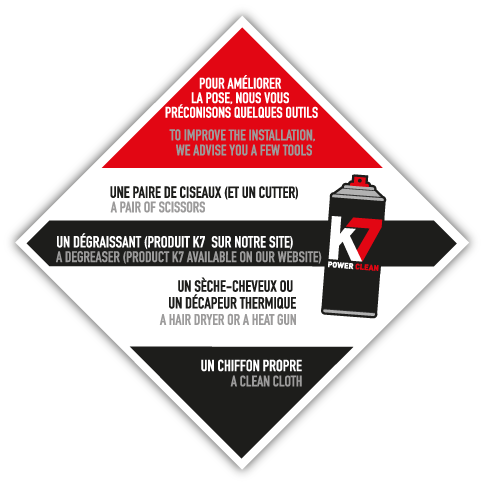 POUR AMÉLIORER
LA POSE, NOUS VOUS
PRÉCONISONS QUELQUES OUTILS
TO IMPROVE THE INSTALLATION,
WE ADVISE YOU A FEW TOOLS
UNE PAIRE DE CISEAUX (ET UN CUTTER)
A PAIR OF SCISSORS
UN DÉGRAISSANT (PRODUIT K7 SUR NOTRE SITE)
A DEGREASER (PRODUCT K7 AVAILABLE ON OUR WEBSITE)
K7
POWER CLEAN
UN SÈCHE-CHEVEUX OU
UN DÉCAPEUR THERMIQUE
A HAIR DRYER OR A HEAT GUN
UN CHIFFON PROPRE
A CLEAN CLOTH